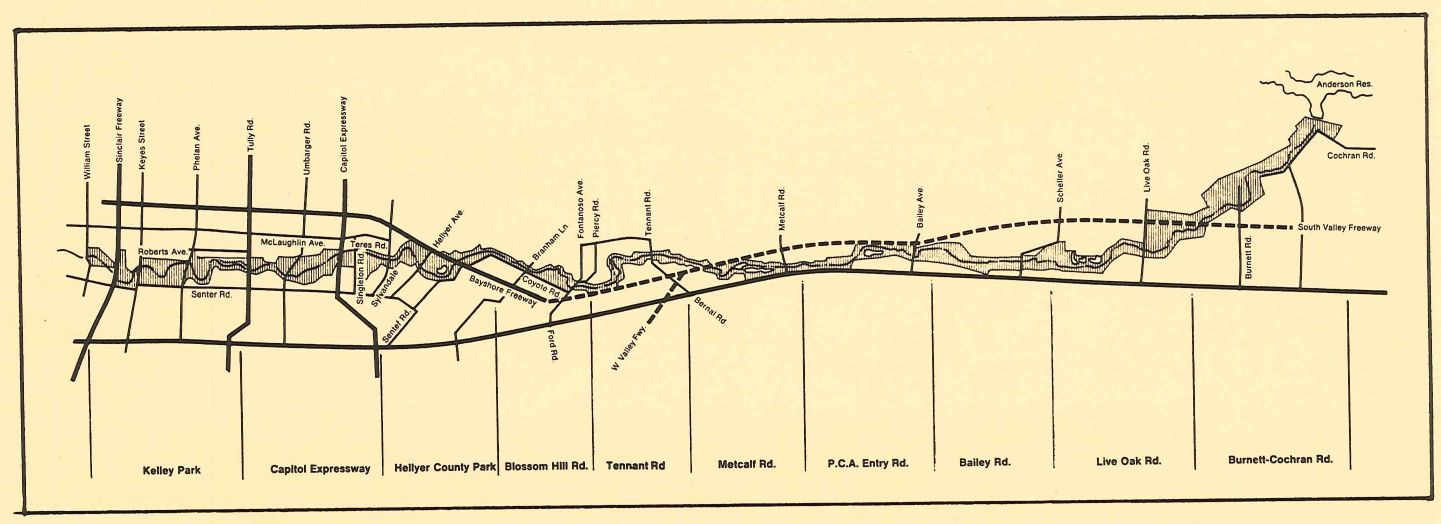 William Street
Sinclair Freeway
Keyes Street
Phelan Ave.
Tully Rd.
Umbarger Rd.
Capitol Expressway
Roberts Ave.
McLaughlin Ave.
Teres Rd.
Hellyer Ave.
Senter Rd.
Singleton Rd.
Sylvandale
Senter Rd.
Bayshore Freeway
Coyote Rd.
Branham Ln
Fontanoso Ave.
Piercy Rd.
Tennant Rd.
Ford Rd
W Valley Fwy.
Bernal Rd
Metcalf Rd.
Bailey Ave.
Scheller Ave.
Live Oak Rd.
Burnett Rd.
South Valley Freeway
Anderson Res.
Cochran Rd.
Kelley Park
Capitol Expressway
Hellyer County Park
Blossom Hill Rd.
Tennant Rd
Metcalf Rd.
P.C.A. Entry Rd.
Bailey Rd.
Live Oak Rd.
Burnett-Cochran Rd.